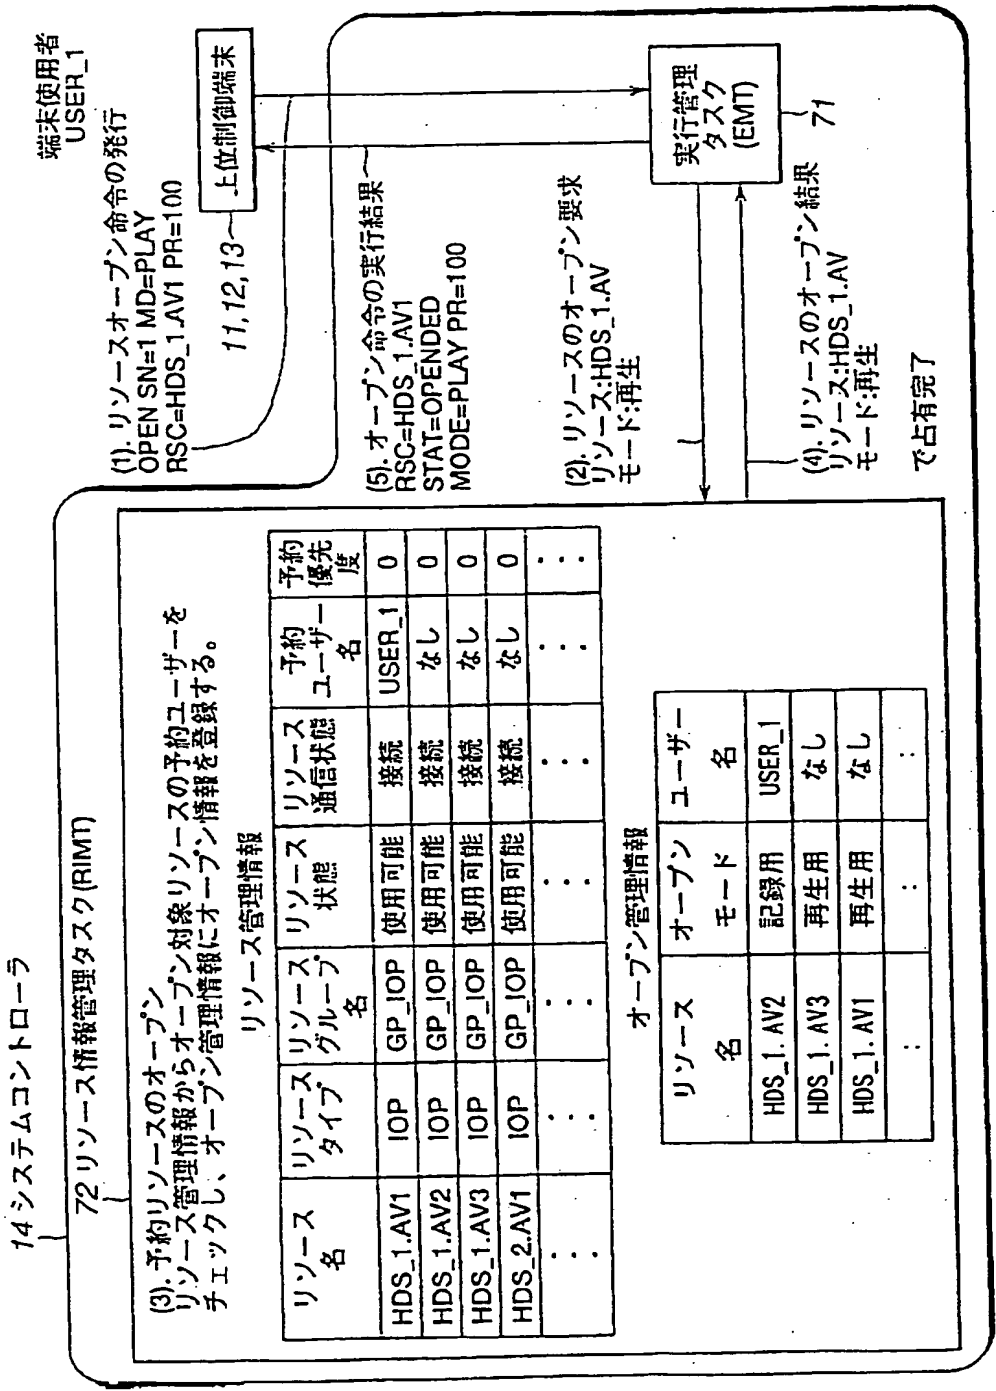 14 システムコントローラ
72 リソース情報管理タスク(RIMT)
(3). 予約リソースのオープン
リソース管理情報からオープン対象リソースの予約ユーザーを
チェックし、オープン管理情報にオープン情報を登録する。
リソース管理情報
リソース名 リソースタイプ リソースグループ名 リソース状態 リソース通信状態 予約ユーザー名 予約優先度
HDS_1.AV1 IOP GP_IOP 使用可能 接続 USER_1 0
HDS_1.AV2 IOP GP_IOP 使用可能 接続 なし 0
HDS_1.AV3 IOP GP_IOP 使用可能 接続 なし 0
HDS_2.AV1 IOP GP_IOP 使用可能 接続 なし 0
... ... ... ... ... ... ...
オープン管理情報
リソース名 オープンモード ユーザー名
HDS_1.AV2 記録用 USER_1
HDS_1.AV3 再生用 なし
HDS_1.AV1 再生用 なし
: : :
端末使用者
USER_1
(1). リソースオープン命令の発行
OPEN SN=1 MD=PLAY
RSC=HDS_1.AV1 PR=100
上位制御端末
11,12,13
(5). オープン命令の実行結果
RSC=HDS_1.AV1
STAT=OPENDED
MODE=PLAY PR=100
(2). リソースのオープン要求
リソース:HDS_1.AV
モード:再生
実行管理
タスク
(EMT)
71
(4). リソースのオープン結果
リソース:HDS_1.AV
モード:再生
で占有完了